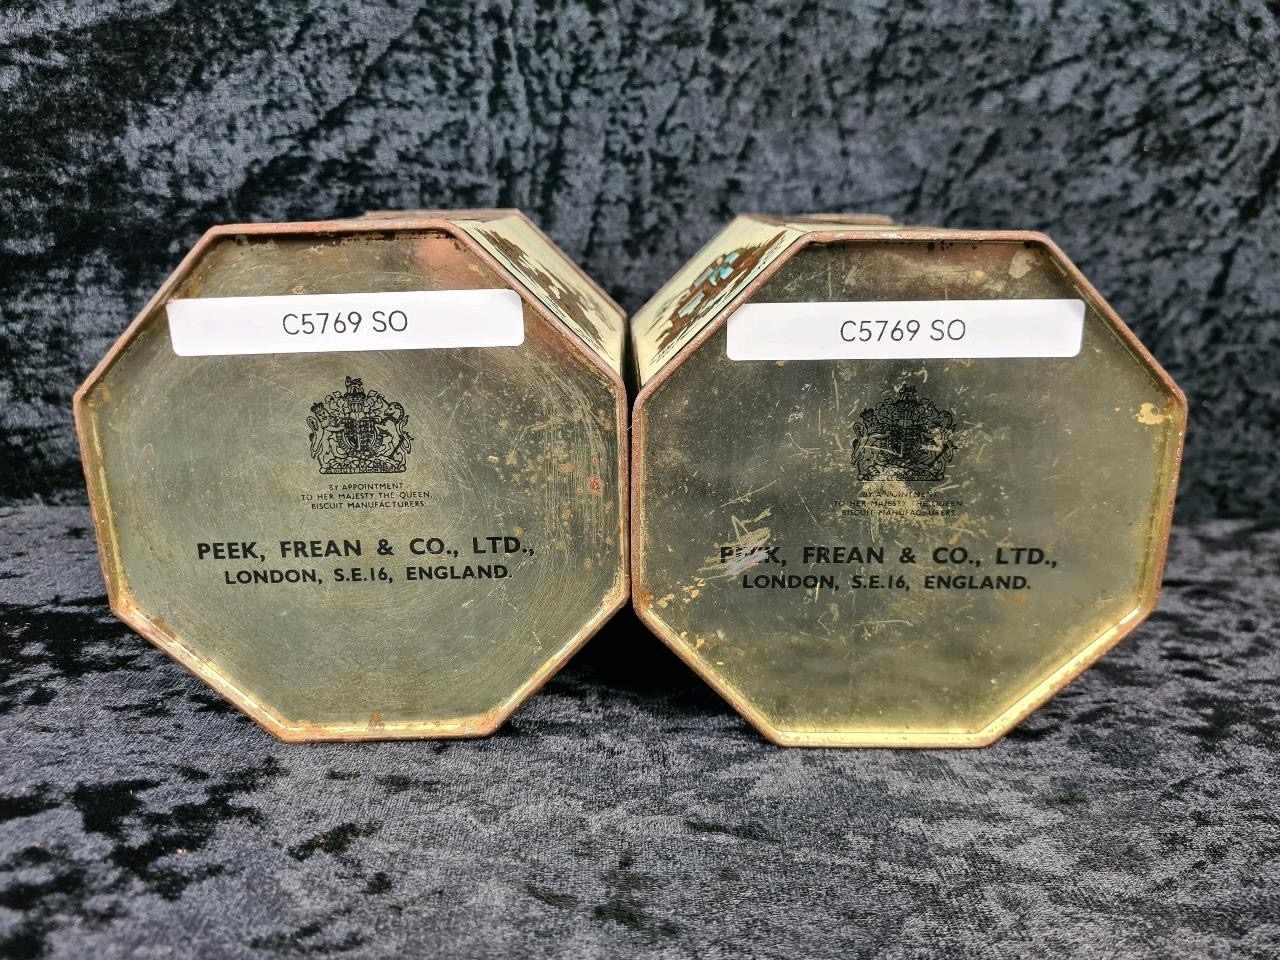 C5769 SO
BY APPOINTMENT
TO HER MAJESTY THE QUEEN,
BISCUIT MANUFACTURERS.
PEEK, FREAN & CO., LTD.,
LONDON, S.E.16, ENGLAND.
C5769 SO
BY APPOINTMENT
TO HER MAJESTY THE QUEEN
BISCUIT MANUFACTURERS.
PEEK, FREAN & CO., LTD.,
LONDON, S.E.16, ENGLAND.